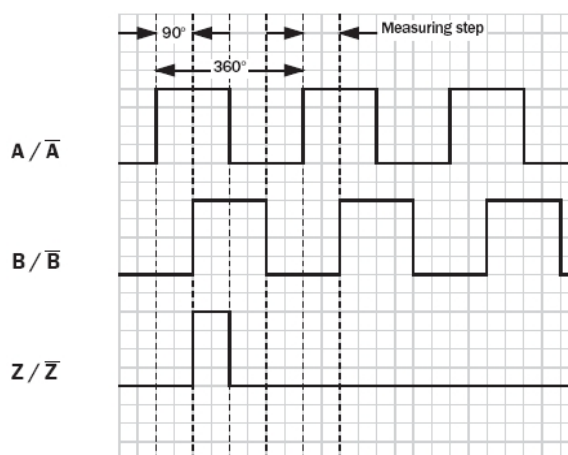 90°
Measuring step
360°
A / A̅
B / B̅
Z / Z̅